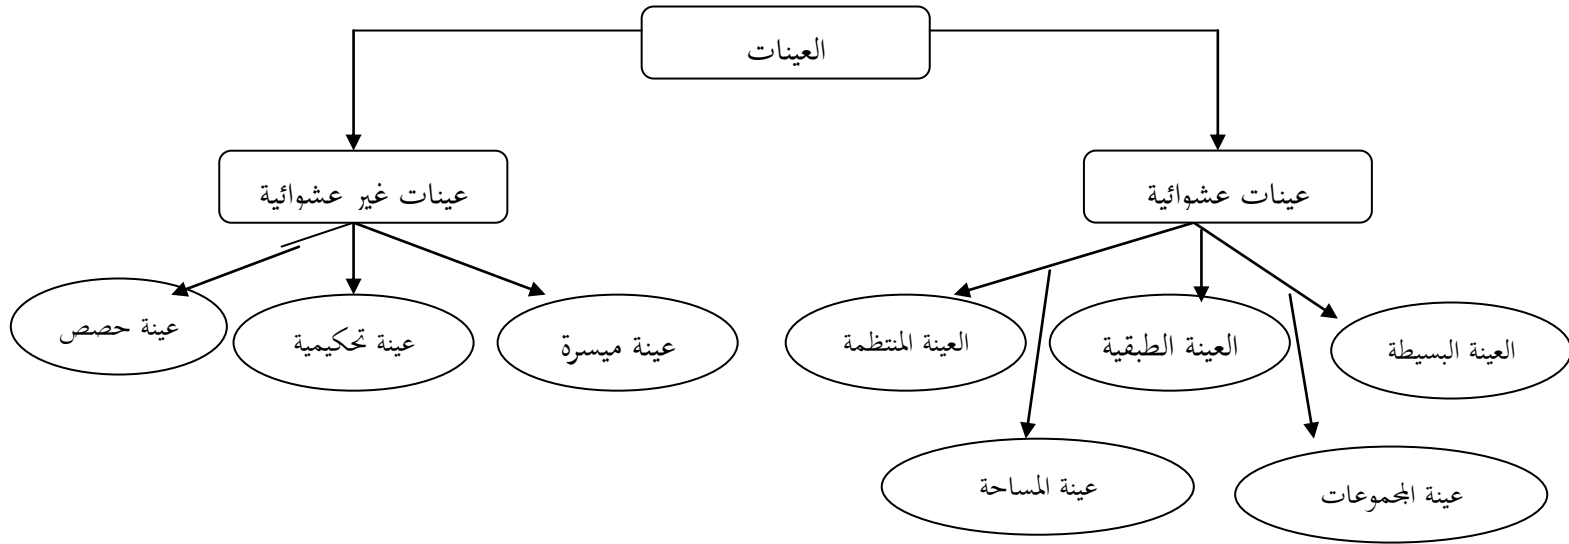 العينات
عينات عشوائية
عينات غير عشوائية
العينة البسيطة
العينة الطبقية
العينة المنتظمة
عينة ميسرة
عينة تحكيمية
عينة حصص
عينة المجموعات
عينة المساحة